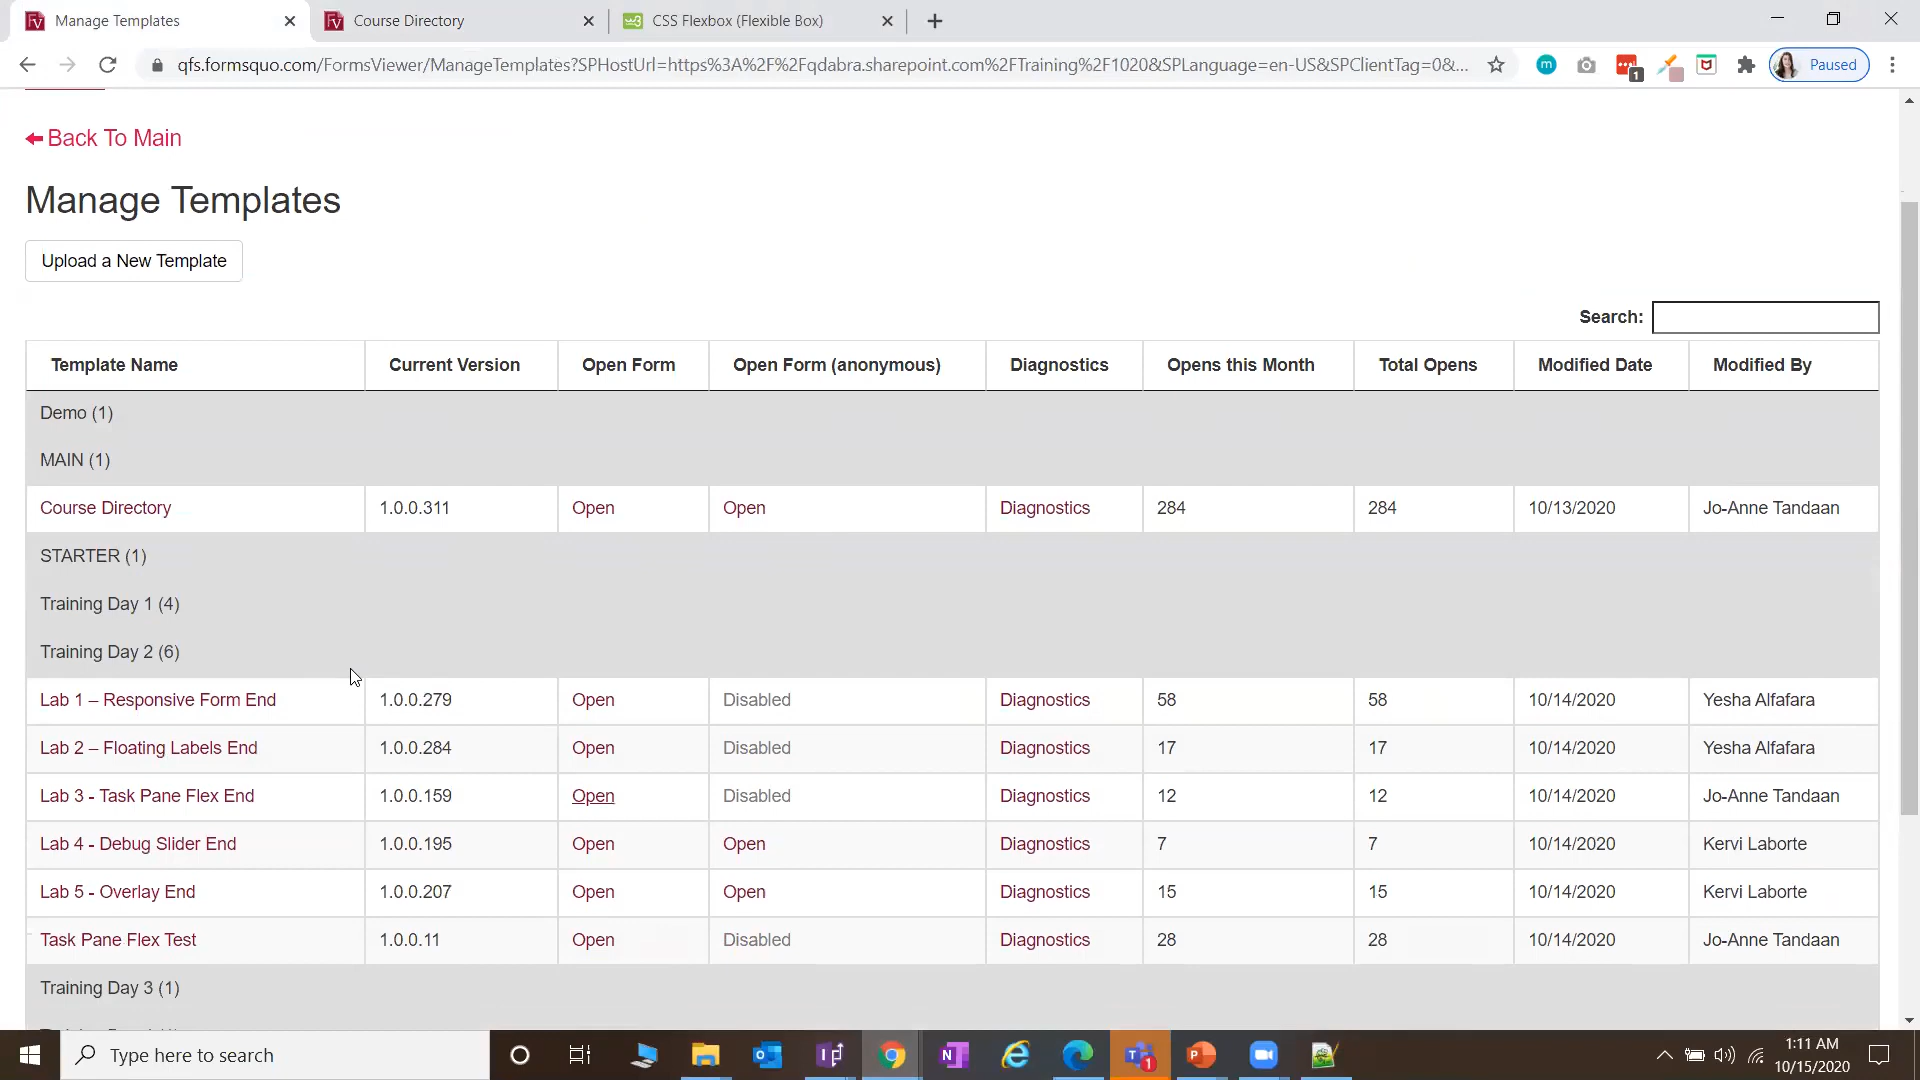 Manage Templates
Course Directory
CSS Flexbox (Flexible Box)
qfs.formsquo.com/FormsViewer/ManageTemplates?SPHostUrl=https%3A%2F%2Fqdabra.sharepoint.com%2FTraining%2F1020&SPLanguage=en-US&SPClientTag=0&...
1
Paused
Back To Main
Manage Templates
Upload a New Template
Search:
Template Name Current Version Open Form Open Form (anonymous) Diagnostics Opens this Month Total Opens Modified Date Modified By
Demo (1)
MAIN (1)
Course Directory 1.0.0.311 Open Open Diagnostics 284 284 10/13/2020 Jo-Anne Tandaan
STARTER (1)
Training Day 1 (4)
Training Day 2 (6)
Lab 1 – Responsive Form End 1.0.0.279 Open Disabled Diagnostics 58 58 10/14/2020 Yesha Alfafara
Lab 2 – Floating Labels End 1.0.0.284 Open Disabled Diagnostics 17 17 10/14/2020 Yesha Alfafara
Lab 3 - Task Pane Flex End 1.0.0.159 Open Disabled Diagnostics 12 12 10/14/2020 Jo-Anne Tandaan
Lab 4 - Debug Slider End 1.0.0.195 Open Open Diagnostics 7 7 10/14/2020 Kervi Laborte
Lab 5 - Overlay End 1.0.0.207 Open Open Diagnostics 15 15 10/14/2020 Kervi Laborte
Task Pane Flex Test 1.0.0.11 Open Disabled Diagnostics 28 28 10/14/2020 Jo-Anne Tandaan
Training Day 3 (1)
Type here to search
1:11 AM
10/15/2020